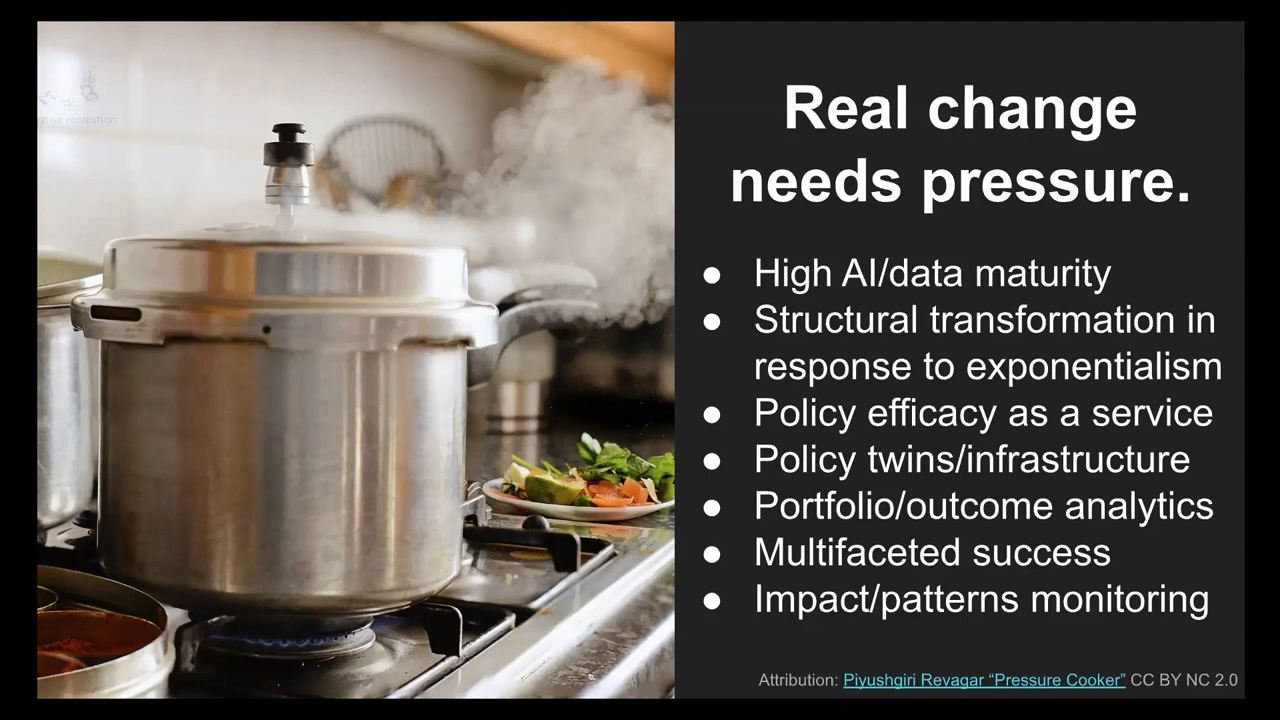 Real change
needs pressure.
● High AI/data maturity
● Structural transformation in
response to exponentialism
● Policy efficacy as a service
● Policy twins/infrastructure
● Portfolio/outcome analytics
● Multifaceted success
● Impact/patterns monitoring
Attribution: Piyushgiri Revagar “Pressure Cooker” CC BY NC 2.0
recreation